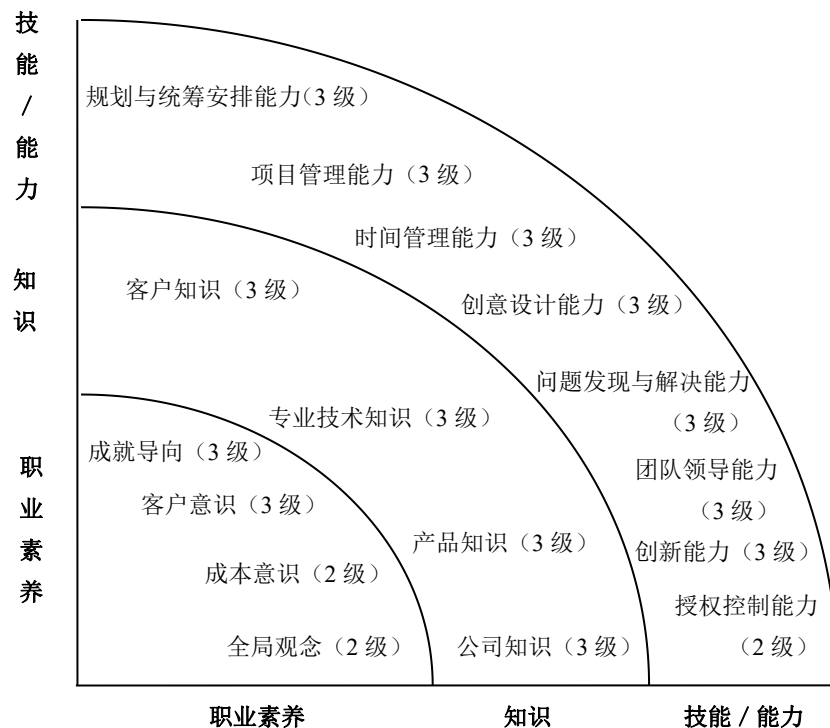 技能/能力
规划与统筹安排能力(3 级)
项目管理能力（3 级）
时间管理能力（3 级）
知识
客户知识（3 级）
创意设计能力（3 级）
问题发现与解决能力
（3 级）
专业技术知识（3 级）
职业素养
成就导向（3 级）
团队领导能力
（3 级）
客户意识（3 级）
产品知识（3 级）
创新能力（3 级）
成本意识（2 级）
授权控制能力
（2 级）
全局观念（2 级）
公司知识（3 级）
职业素养
知识
技能/能力